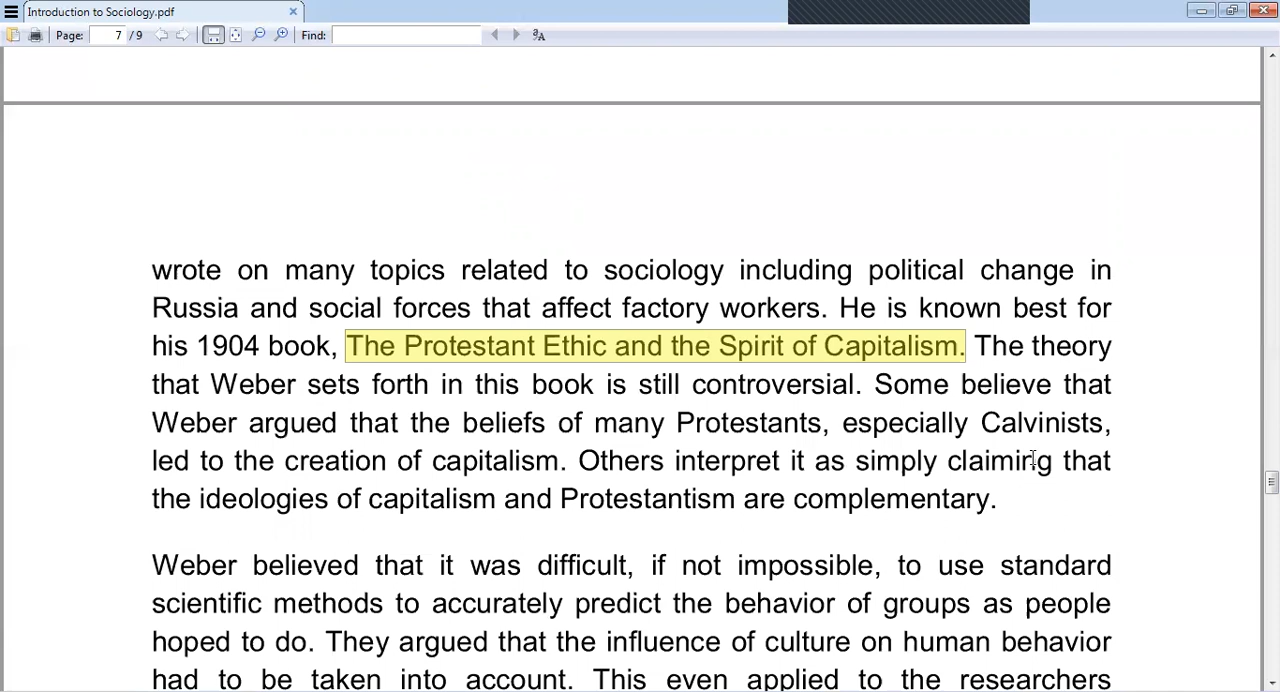 Introduction to Sociology.pdf
Page: 7 / 9 Find:
wrote on many topics related to sociology including political change in
Russia and social forces that affect factory workers. He is known best for
his 1904 book, The Protestant Ethic and the Spirit of Capitalism. The theory
that Weber sets forth in this book is still controversial. Some believe that
Weber argued that the beliefs of many Protestants, especially Calvinists,
led to the creation of capitalism. Others interpret it as simply claiming that
the ideologies of capitalism and Protestantism are complementary.
Weber believed that it was difficult, if not impossible, to use standard
scientific methods to accurately predict the behavior of groups as people
hoped to do. They argued that the influence of culture on human behavior
had to be taken into account. This even applied to the researchers